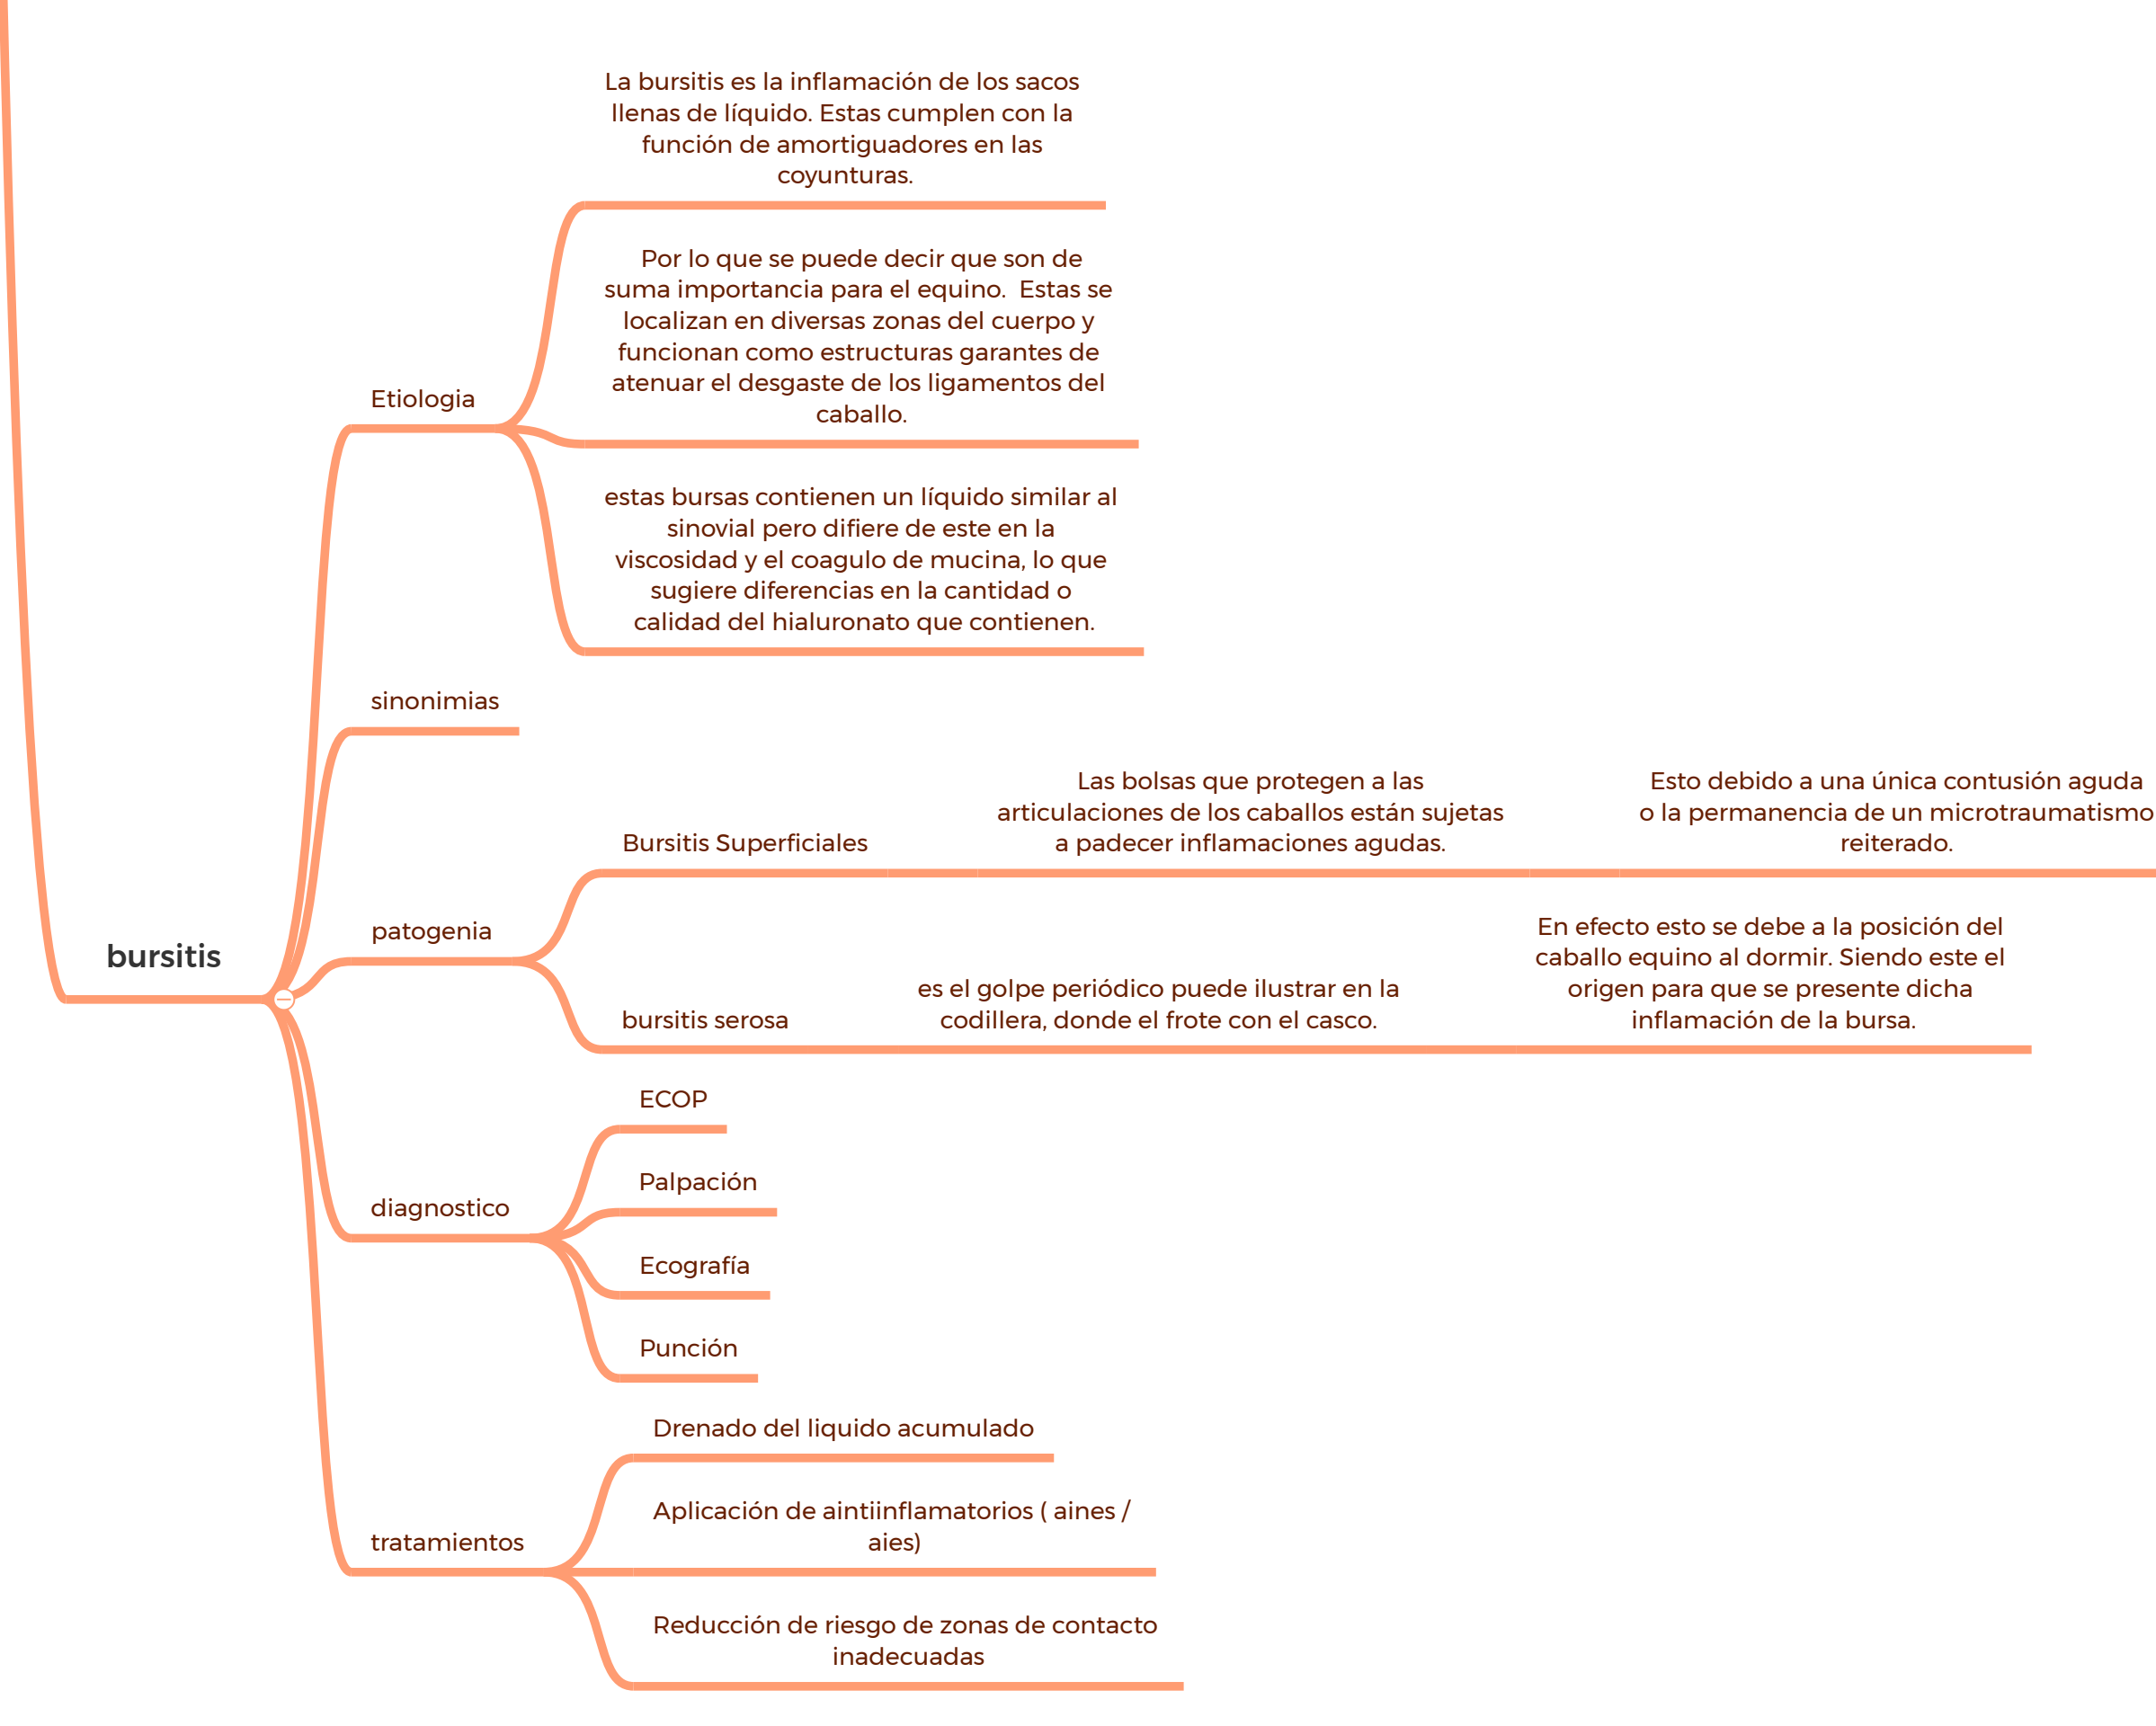 La bursitis es la inflamación de los sacos
llenas de líquido. Estas cumplen con la
función de amortiguadores en las
coyunturas.
Por lo que se puede decir que son de
suma importancia para el equino.  Estas se
localizan en diversas zonas del cuerpo y
funcionan como estructuras garantes de
atenuar el desgaste de los ligamentos del
caballo.
Etiologia
estas bursas contienen un líquido similar al
sinovial pero difiere de este en la
viscosidad y el coagulo de mucina, lo que
sugiere diferencias en la cantidad o
calidad del hialuronato que contienen.
sinonimias
Bursitis Superficiales
Las bolsas que protegen a las
articulaciones de los caballos están sujetas
a padecer inflamaciones agudas.
Esto debido a una única contusión aguda
o la permanencia de un microtraumatismo
reiterado.
patogenia
bursitis
bursitis serosa
es el golpe periódico puede ilustrar en la
codillera, donde el frote con el casco.
En efecto esto se debe a la posición del
caballo equino al dormir. Siendo este el
origen para que se presente dicha
inflamación de la bursa.
ECOP
Palpación
diagnostico
Ecografía
Punción
Drenado del liquido acumulado
Aplicación de aintiinflamatorios ( aines /
aies)
tratamientos
Reducción de riesgo de zonas de contacto
inadecuadas